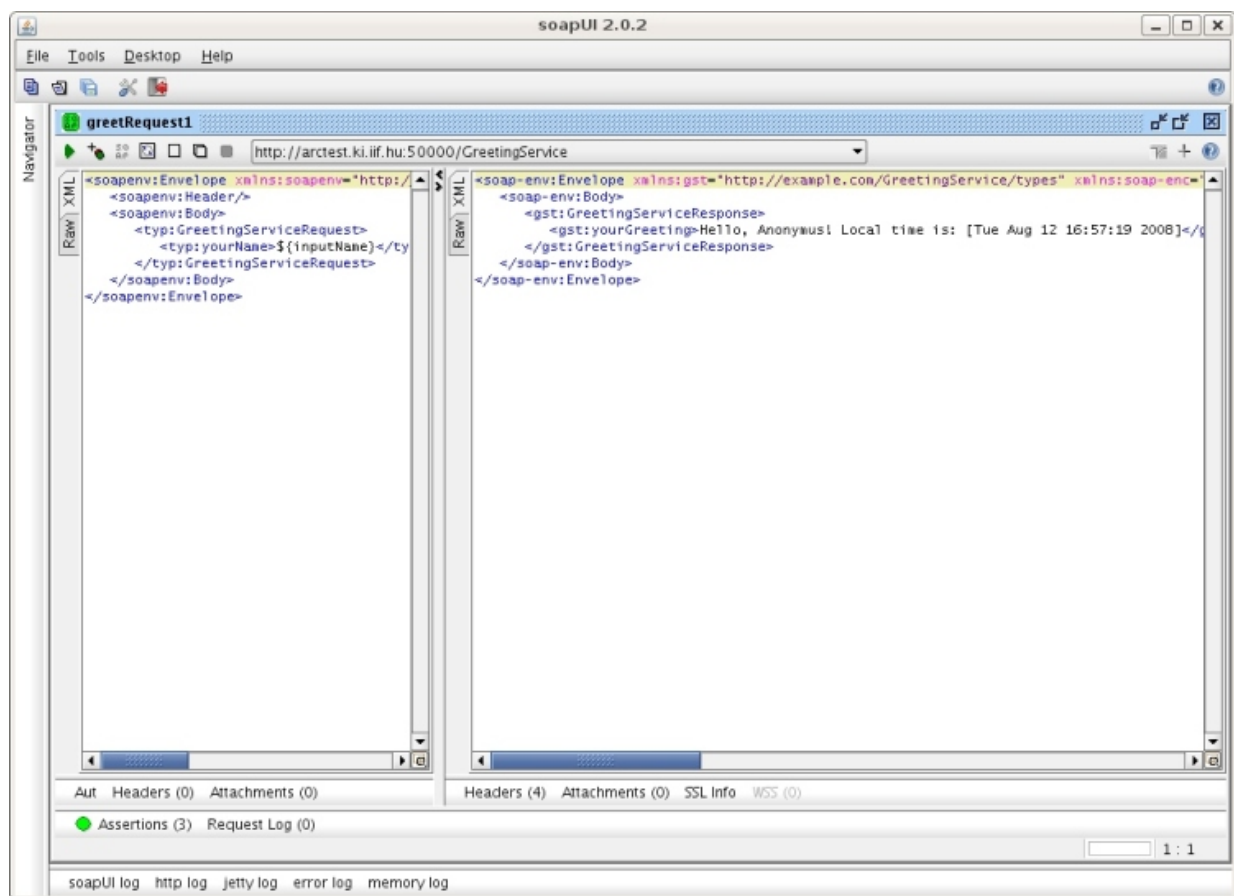 soapUI 2.0.2
File Tools Desktop Help
Navigator
greetRequest1
http://arctest.ki.iif.hu:50000/GreetingService
XML
Raw
<soapenv:Envelope xmlns:soapenv="http:/
<soapenv:Header/>
<soapenv:Body>
<typ:GreetingServiceRequest>
<typ:yourName>${inputName}</ty
</typ:GreetingServiceRequest>
</soapenv:Body>
</soapenv:Envelope>
XML
Raw
<soap-env:Envelope xmlns:gst="http://example.com/GreetingService/types" xmlns:soap-enc="
<soap-env:Body>
<gst:GreetingServiceResponse>
<gst:yourGreeting>Hello, Anonymus! Local time is: [Tue Aug 12 16:57:19 2008]</g
</gst:GreetingServiceResponse>
</soap-env:Body>
</soap-env:Envelope>
Aut Headers (0) Attachments (0)
Headers (4) Attachments (0) SSL Info WSS (0)
Assertions (3) Request Log (0)
1 : 1
soapUI log http log jetty log error log memory log